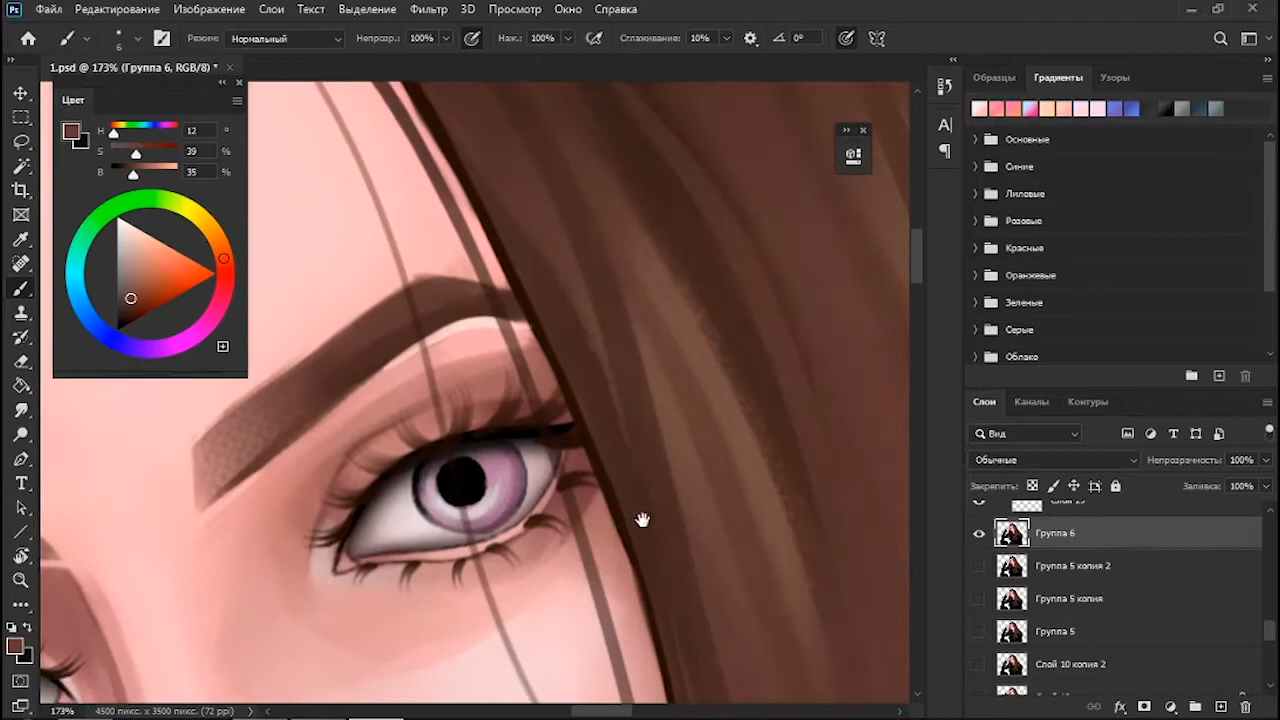 Ps Файл Редактирование Изображение Слои Текст Выделение Фильтр 3D Просмотр Окно Справка
6 Режим: Нормальный Непрозр.: 100% Наж.: 100% Сглаживание: 10% 0°
1.psd @ 173% (Группа 6, RGB/8) *
Цвет
H 12 °
S 39 %
B 35 %
Образцы Градиенты Узоры
Основные
Синие
Лиловые
Розовые
Красные
Оранжевые
Зеленые
Серые
Облако
Слои Каналы Контуры
Вид
Обычные Непрозрачность: 100%
Закрепить: Заливка: 100%
Группа 6
Группа 5 копия 2
Группа 5 копия
Группа 5
Слой 10 копия 2
173% 4500 пикс. x 3500 пикс. (72 ppi)